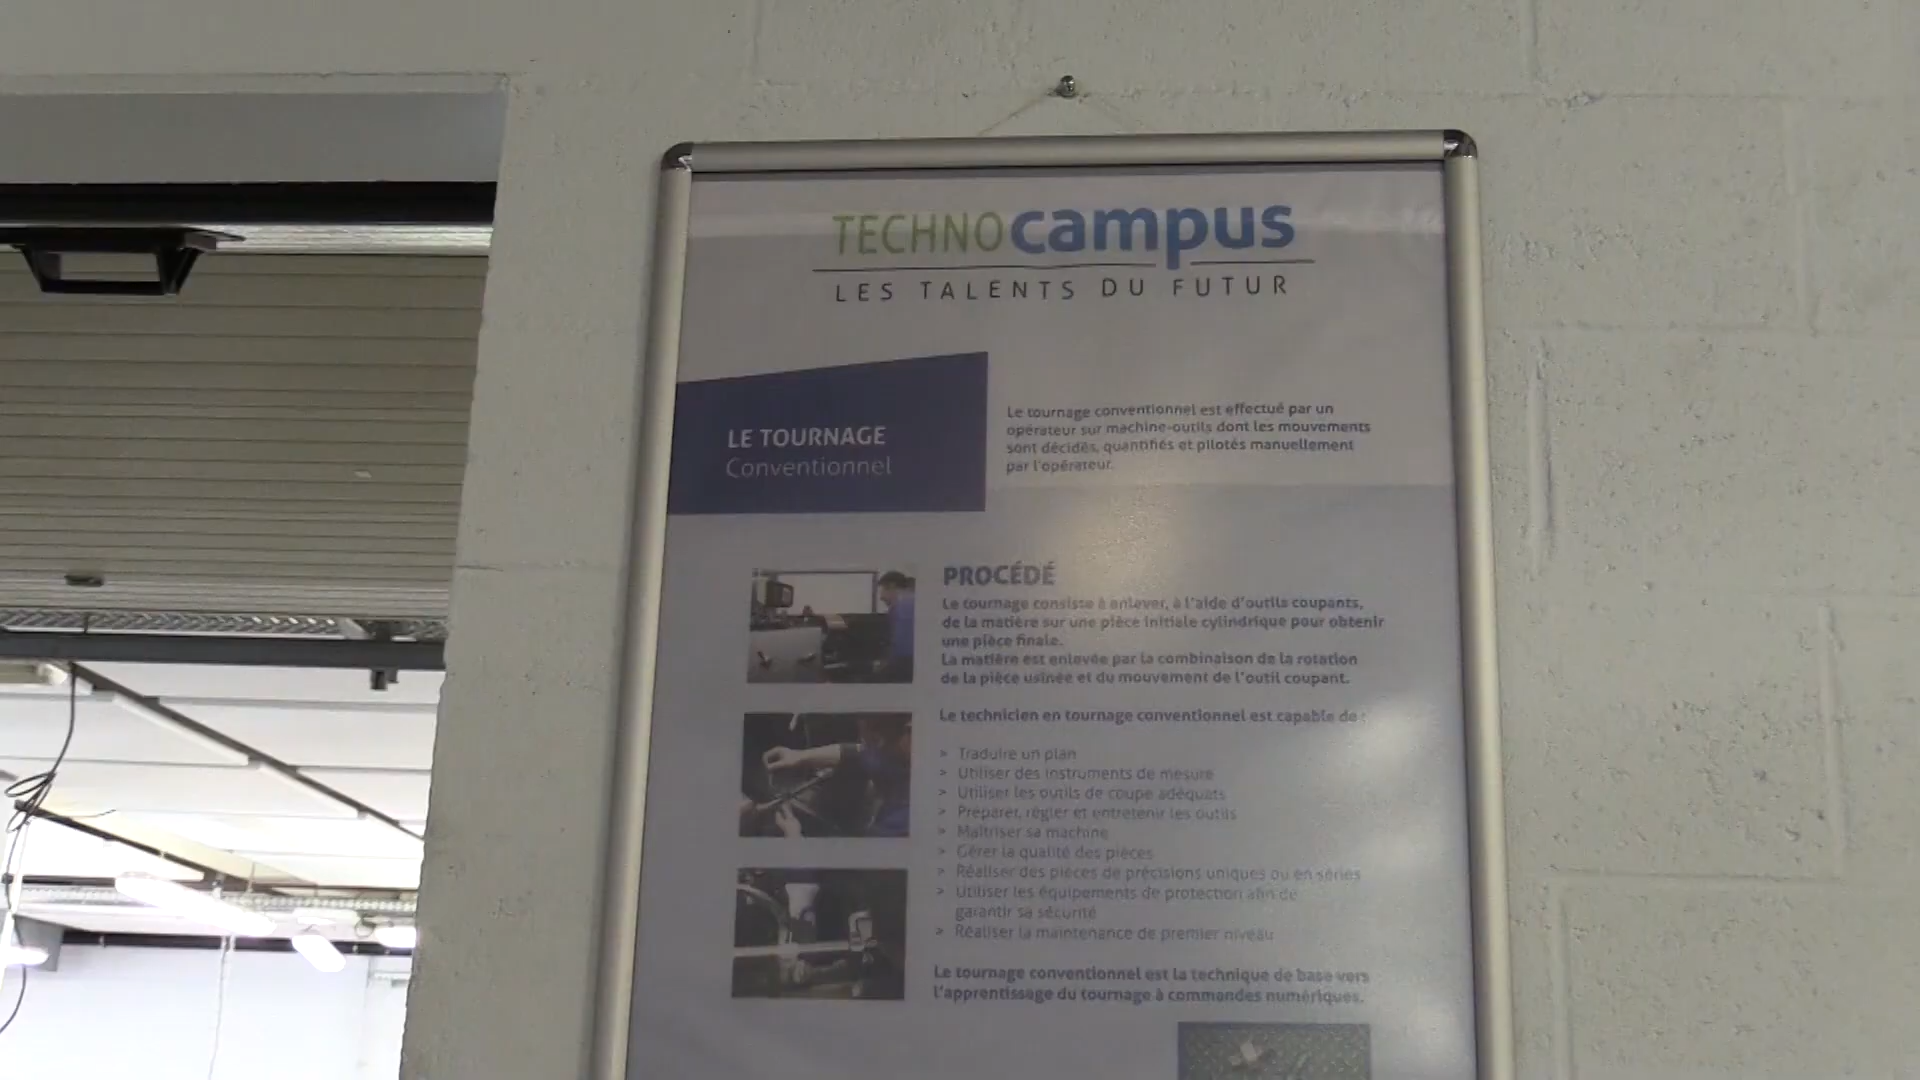 TECHNOcampus
LES TALENTS DU FUTUR
LE TOURNAGE
Conventionnel
Le tournage conventionnel est effectué par un
opérateur sur machine-outils dont les mouvements
sont décidés, quantifiés et pilotés manuellement
par l'opérateur.
PROCÉDÉ
Le tournage consiste à enlever, à l'aide d'outils coupants,
de la matière sur une pièce initiale cylindrique pour obtenir
une pièce finale.
La matière est enlevée par la combinaison de la rotation
de la pièce usinée et du mouvement de l'outil coupant.
Le technicien en tournage conventionnel est capable de :
> Traduire un plan
> Utiliser des instruments de mesure
> Utiliser les outils de coupe adéquats
> Préparer, régler et entretenir les outils
> Maîtriser sa machine
> Gérer la qualité des pièces
> Réaliser des pièces de précisions uniques ou en séries
> Utiliser les équipements de protection afin de
garantir sa sécurité
> Réaliser la maintenance de premier niveau
Le tournage conventionnel est la technique de base vers
l'apprentissage du tournage à commandes numériques.